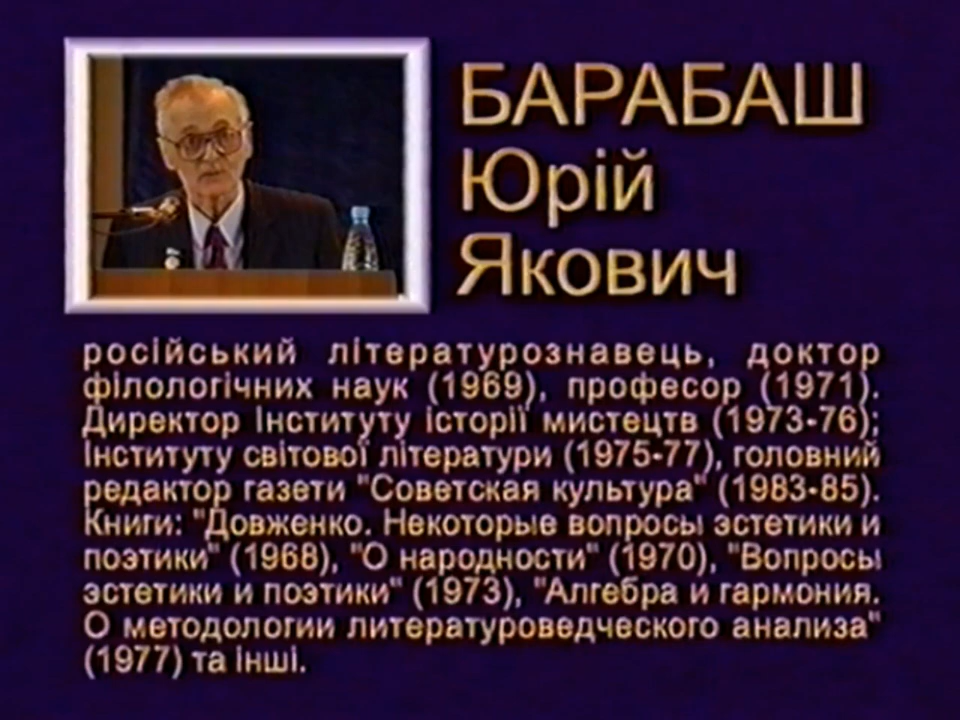 БАРАБАШ
Юрій
Якович
російський літературознавець, доктор
філологічних наук (1969), професор (1971).
Директор Інституту історії мистецтв (1973-76);
Інституту світової літератури (1975-77), головний
редактор газети "Советская культура" (1983-85).
Книги: "Довженко. Некоторые вопросы эстетики и
поэтики" (1968), "О народности" (1970), "Вопросы
эстетики и поэтики" (1973), "Алгебра и гармония.
О методологии литературоведческого анализа"
(1977) та інші.